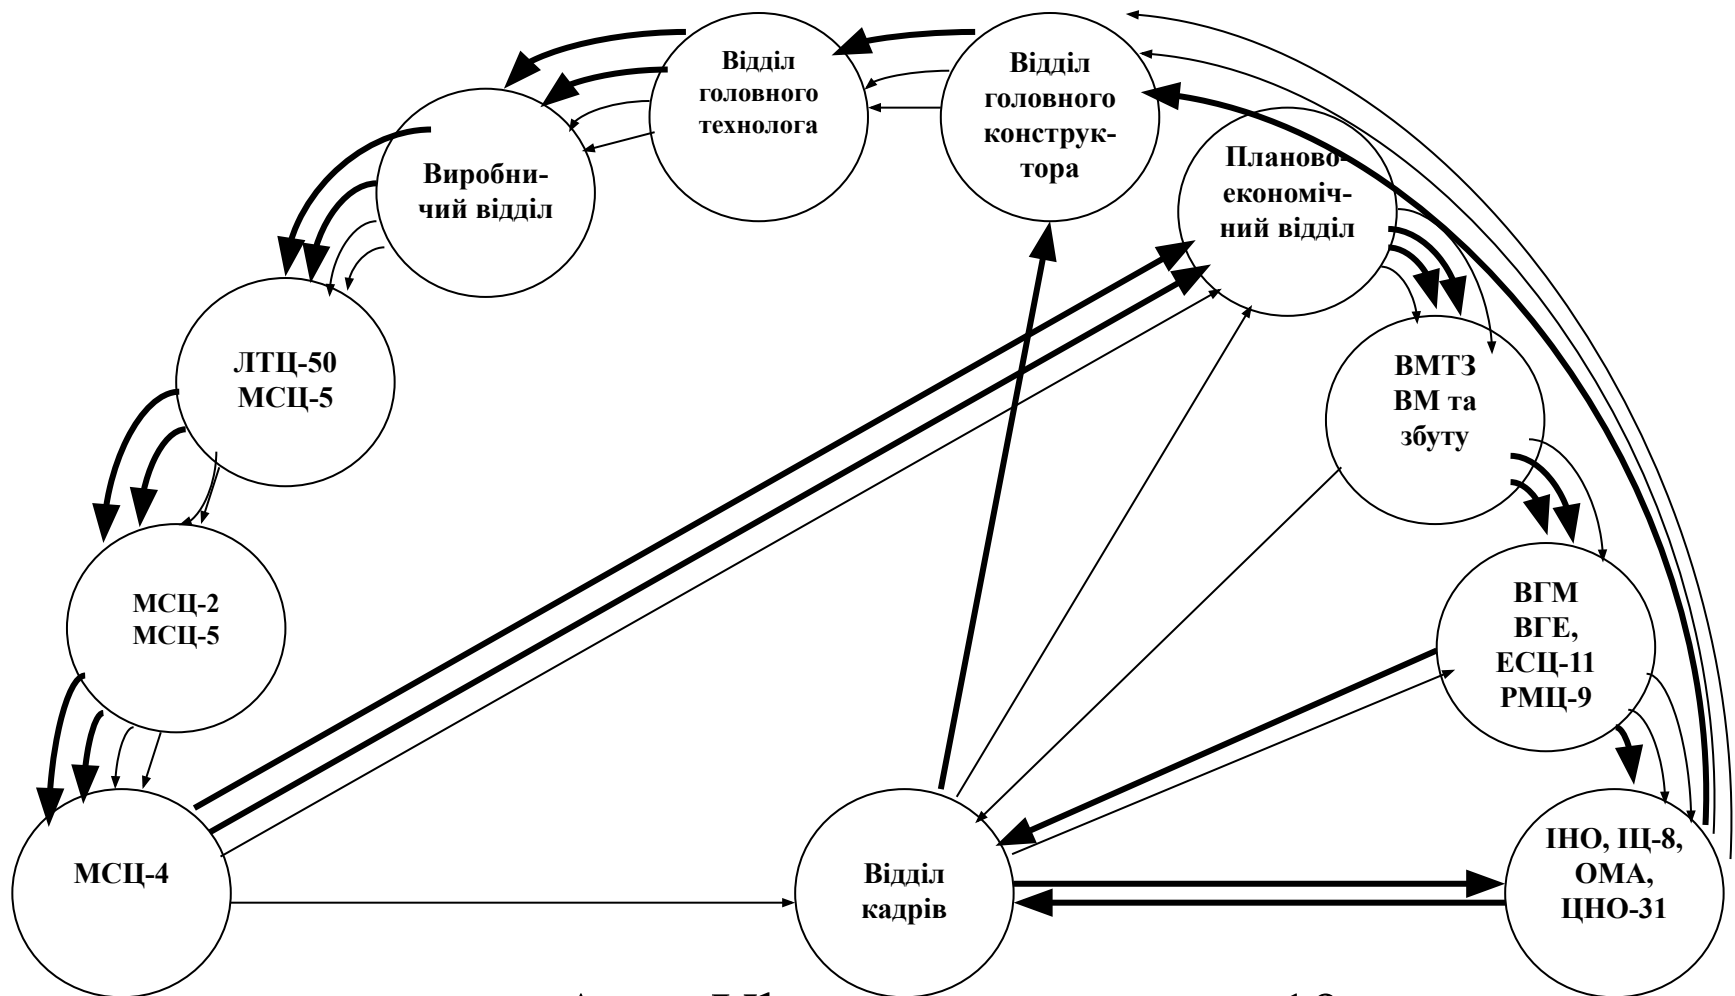 Відділ
головного
технолога
Відділ
головного
конструк-
тора
Планово-
економіч-
ний відділ
Виробни-
чий відділ
ЛТЦ-50
МСЦ-5
ВМТЗ
ВМ та
збуту
МСЦ-2
МСЦ-5
ВГМ
ВГЕ,
ЕСЦ-11
РМЦ-9
МСЦ-4
Відділ
кадрів
ІНО, ІЦ-8,
ОМА,
ЦНО-31